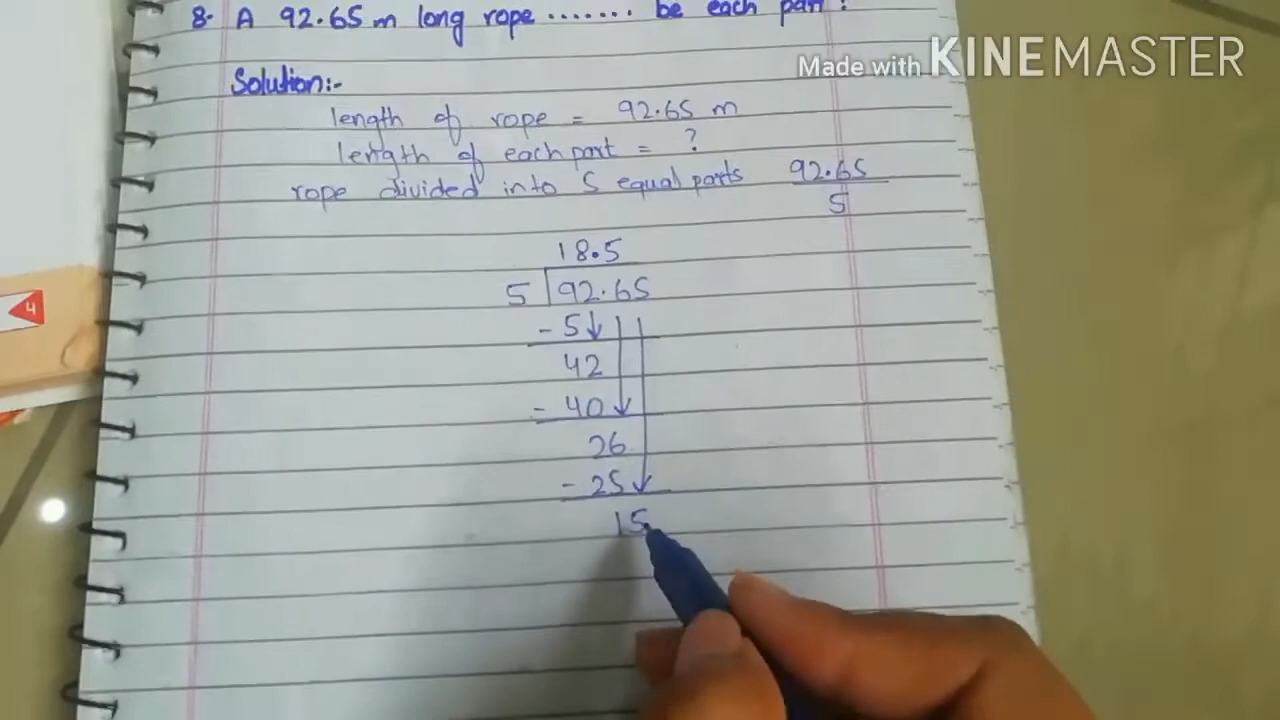 8. A 92.65 m long rope ....... be each part?
Made with KINEMASTER
Solution:-
length of rope = 92.65 m
length of each part = ?
rope divided into 5 equal parts 92.65
5
18.5
5 92.65
- 5
42
- 40
26
- 25
15
4